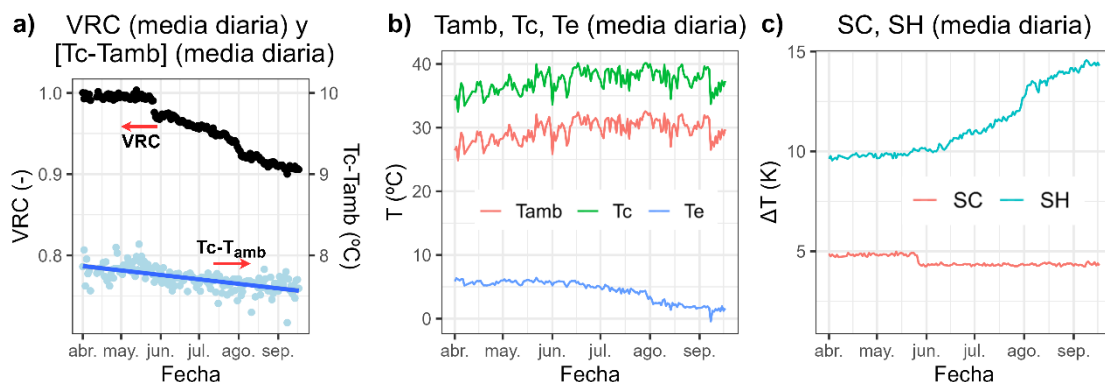 a) VRC (media diaria) y
[Tc-Tamb] (media diaria)
1.0
0.9
0.8
VRC (-)
VRC
Tc-Tamb
10
9
8
Tc-Tamb (ºC)
abr. may. jun. jul. ago. sep.
Fecha
b) Tamb, Tc, Te (media diaria)
40
30
20
10
0
T (ºC)
Tamb Tc Te
abr. may. jun. jul. ago. sep.
Fecha
c) SC, SH (media diaria)
15
10
5
ΔT (K)
SC SH
abr. may. jun. jul. ago. sep.
Fecha